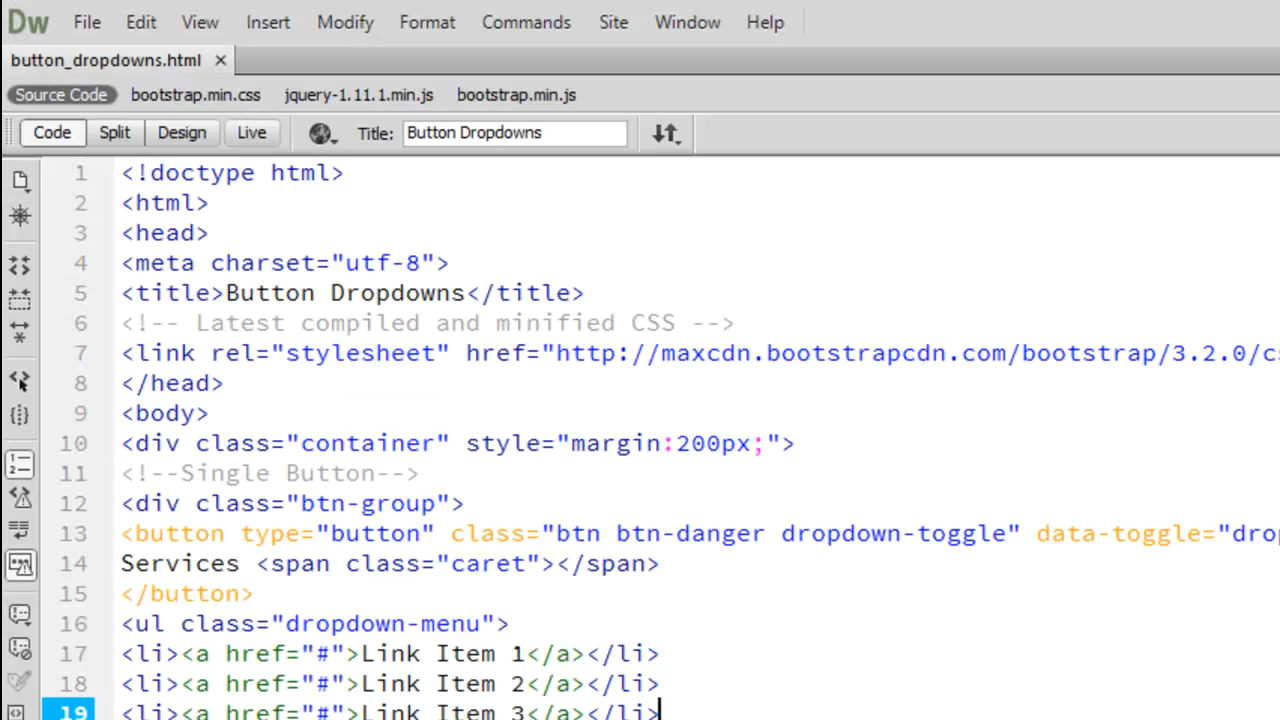 Dw File Edit View Insert Modify Format Commands Site Window Help
button_dropdowns.html ×
Source Code bootstrap.min.css jquery-1.11.1.min.js bootstrap.min.js
Code Split Design Live Title: Button Dropdowns
1 <!doctype html>
2 <html>
3 <head>
4 <meta charset="utf-8">
5 <title>Button Dropdowns</title>
6 <!-- Latest compiled and minified CSS -->
7 <link rel="stylesheet" href="http://maxcdn.bootstrapcdn.com/bootstrap/3.2.0/cs
8 </head>
9 <body>
10 <div class="container" style="margin:200px;">
11 <!--Single Button-->
12 <div class="btn-group">
13 <button type="button" class="btn btn-danger dropdown-toggle" data-toggle="drop
14 Services <span class="caret"></span>
15 </button>
16 <ul class="dropdown-menu">
17 <li><a href="#">Link Item 1</a></li>
18 <li><a href="#">Link Item 2</a></li>
19 <li><a href="#">Link Item 3</a></li>